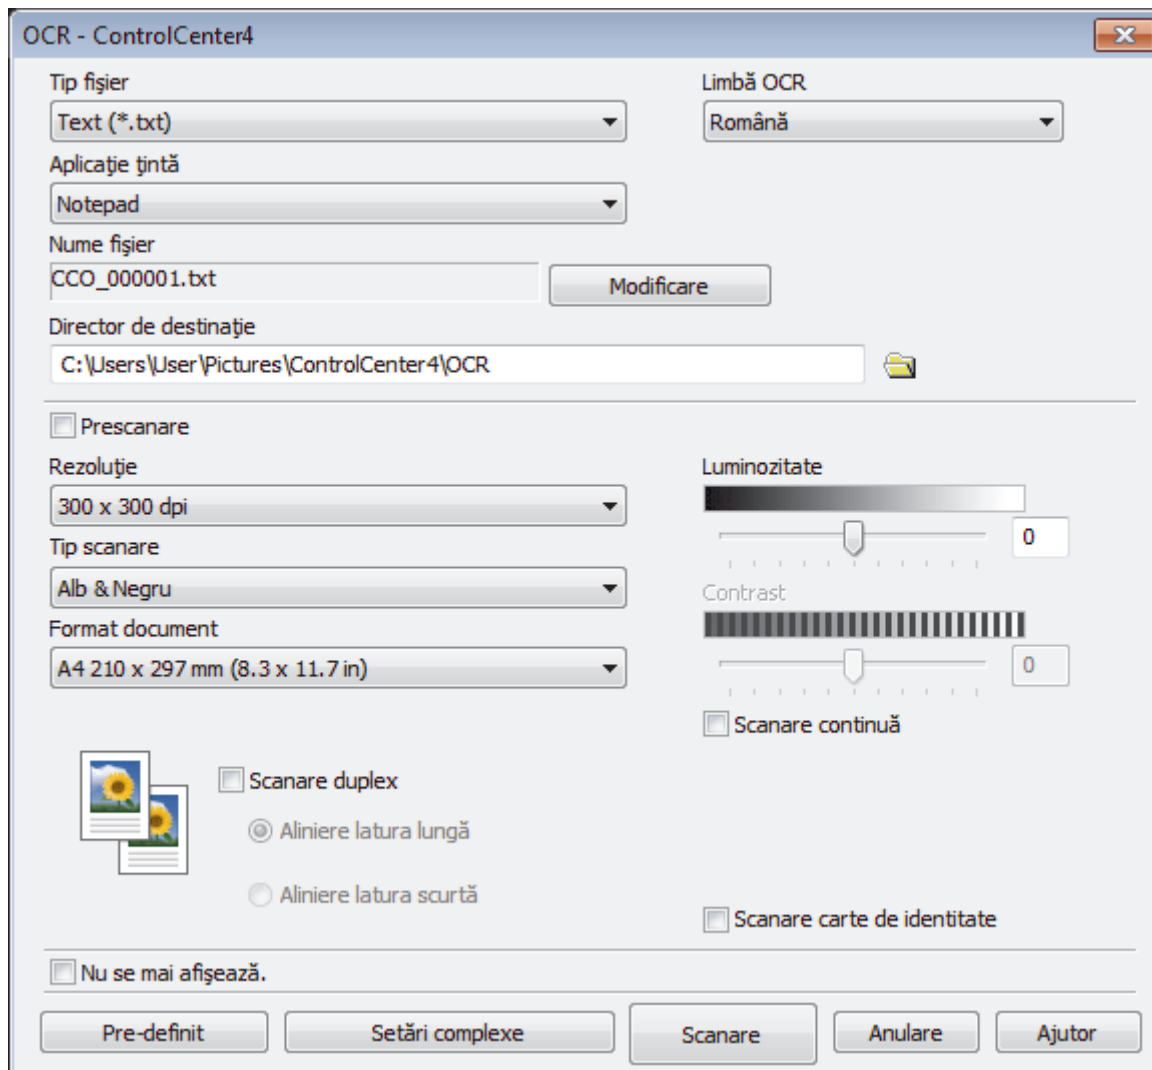 OCR - ControlCenter4
Tip fişier
Limbă OCR
Text (*.txt)
Română
Aplicaţie ţintă
Notepad
Nume fişier
CCO_000001.txt
Modificare
Director de destinaţie
C:\Users\User\Pictures\ControlCenter4\OCR
Prescanare
Rezoluţie
Luminozitate
300 x 300 dpi
0
Tip scanare
Alb & Negru
Contrast
Format document
A4 210 x 297 mm (8.3 x 11.7 in)
0
Scanare continuă
Scanare duplex
Aliniere latura lungă
Aliniere latura scurtă
Scanare carte de identitate
Nu se mai afişează.
Pre-definit
Setări complexe
Scanare
Anulare
Ajutor